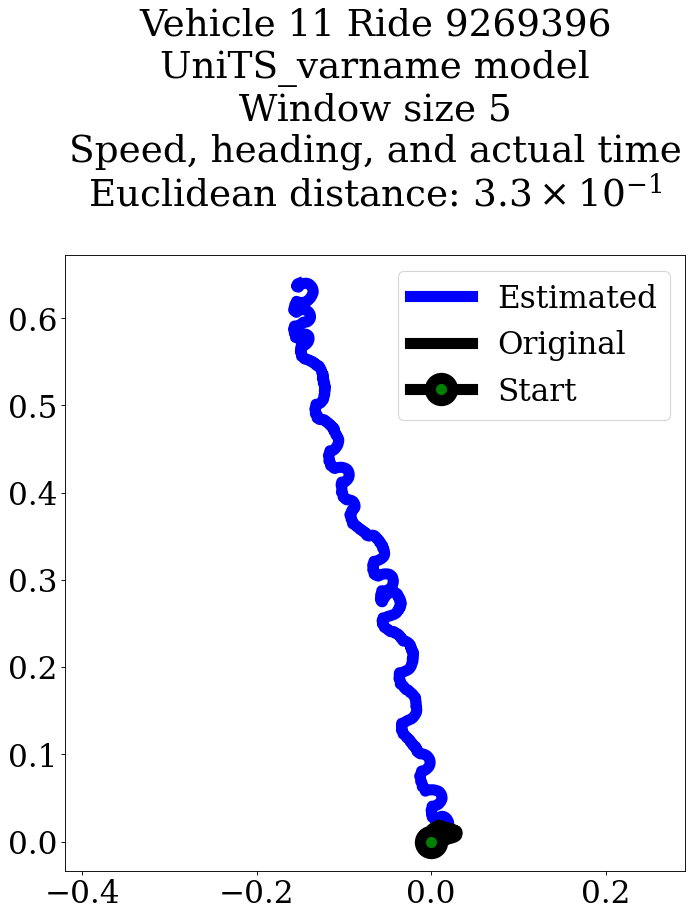 Vehicle 11 Ride 9269396
UniTS_varname model
Window size 5
Speed, heading, and actual time
Euclidean distance: 3.3 × 10⁻¹
Estimated
Original
Start
0.6
0.5
0.4
0.3
0.2
0.1
0.0
−0.4 −0.2 0.0 0.2